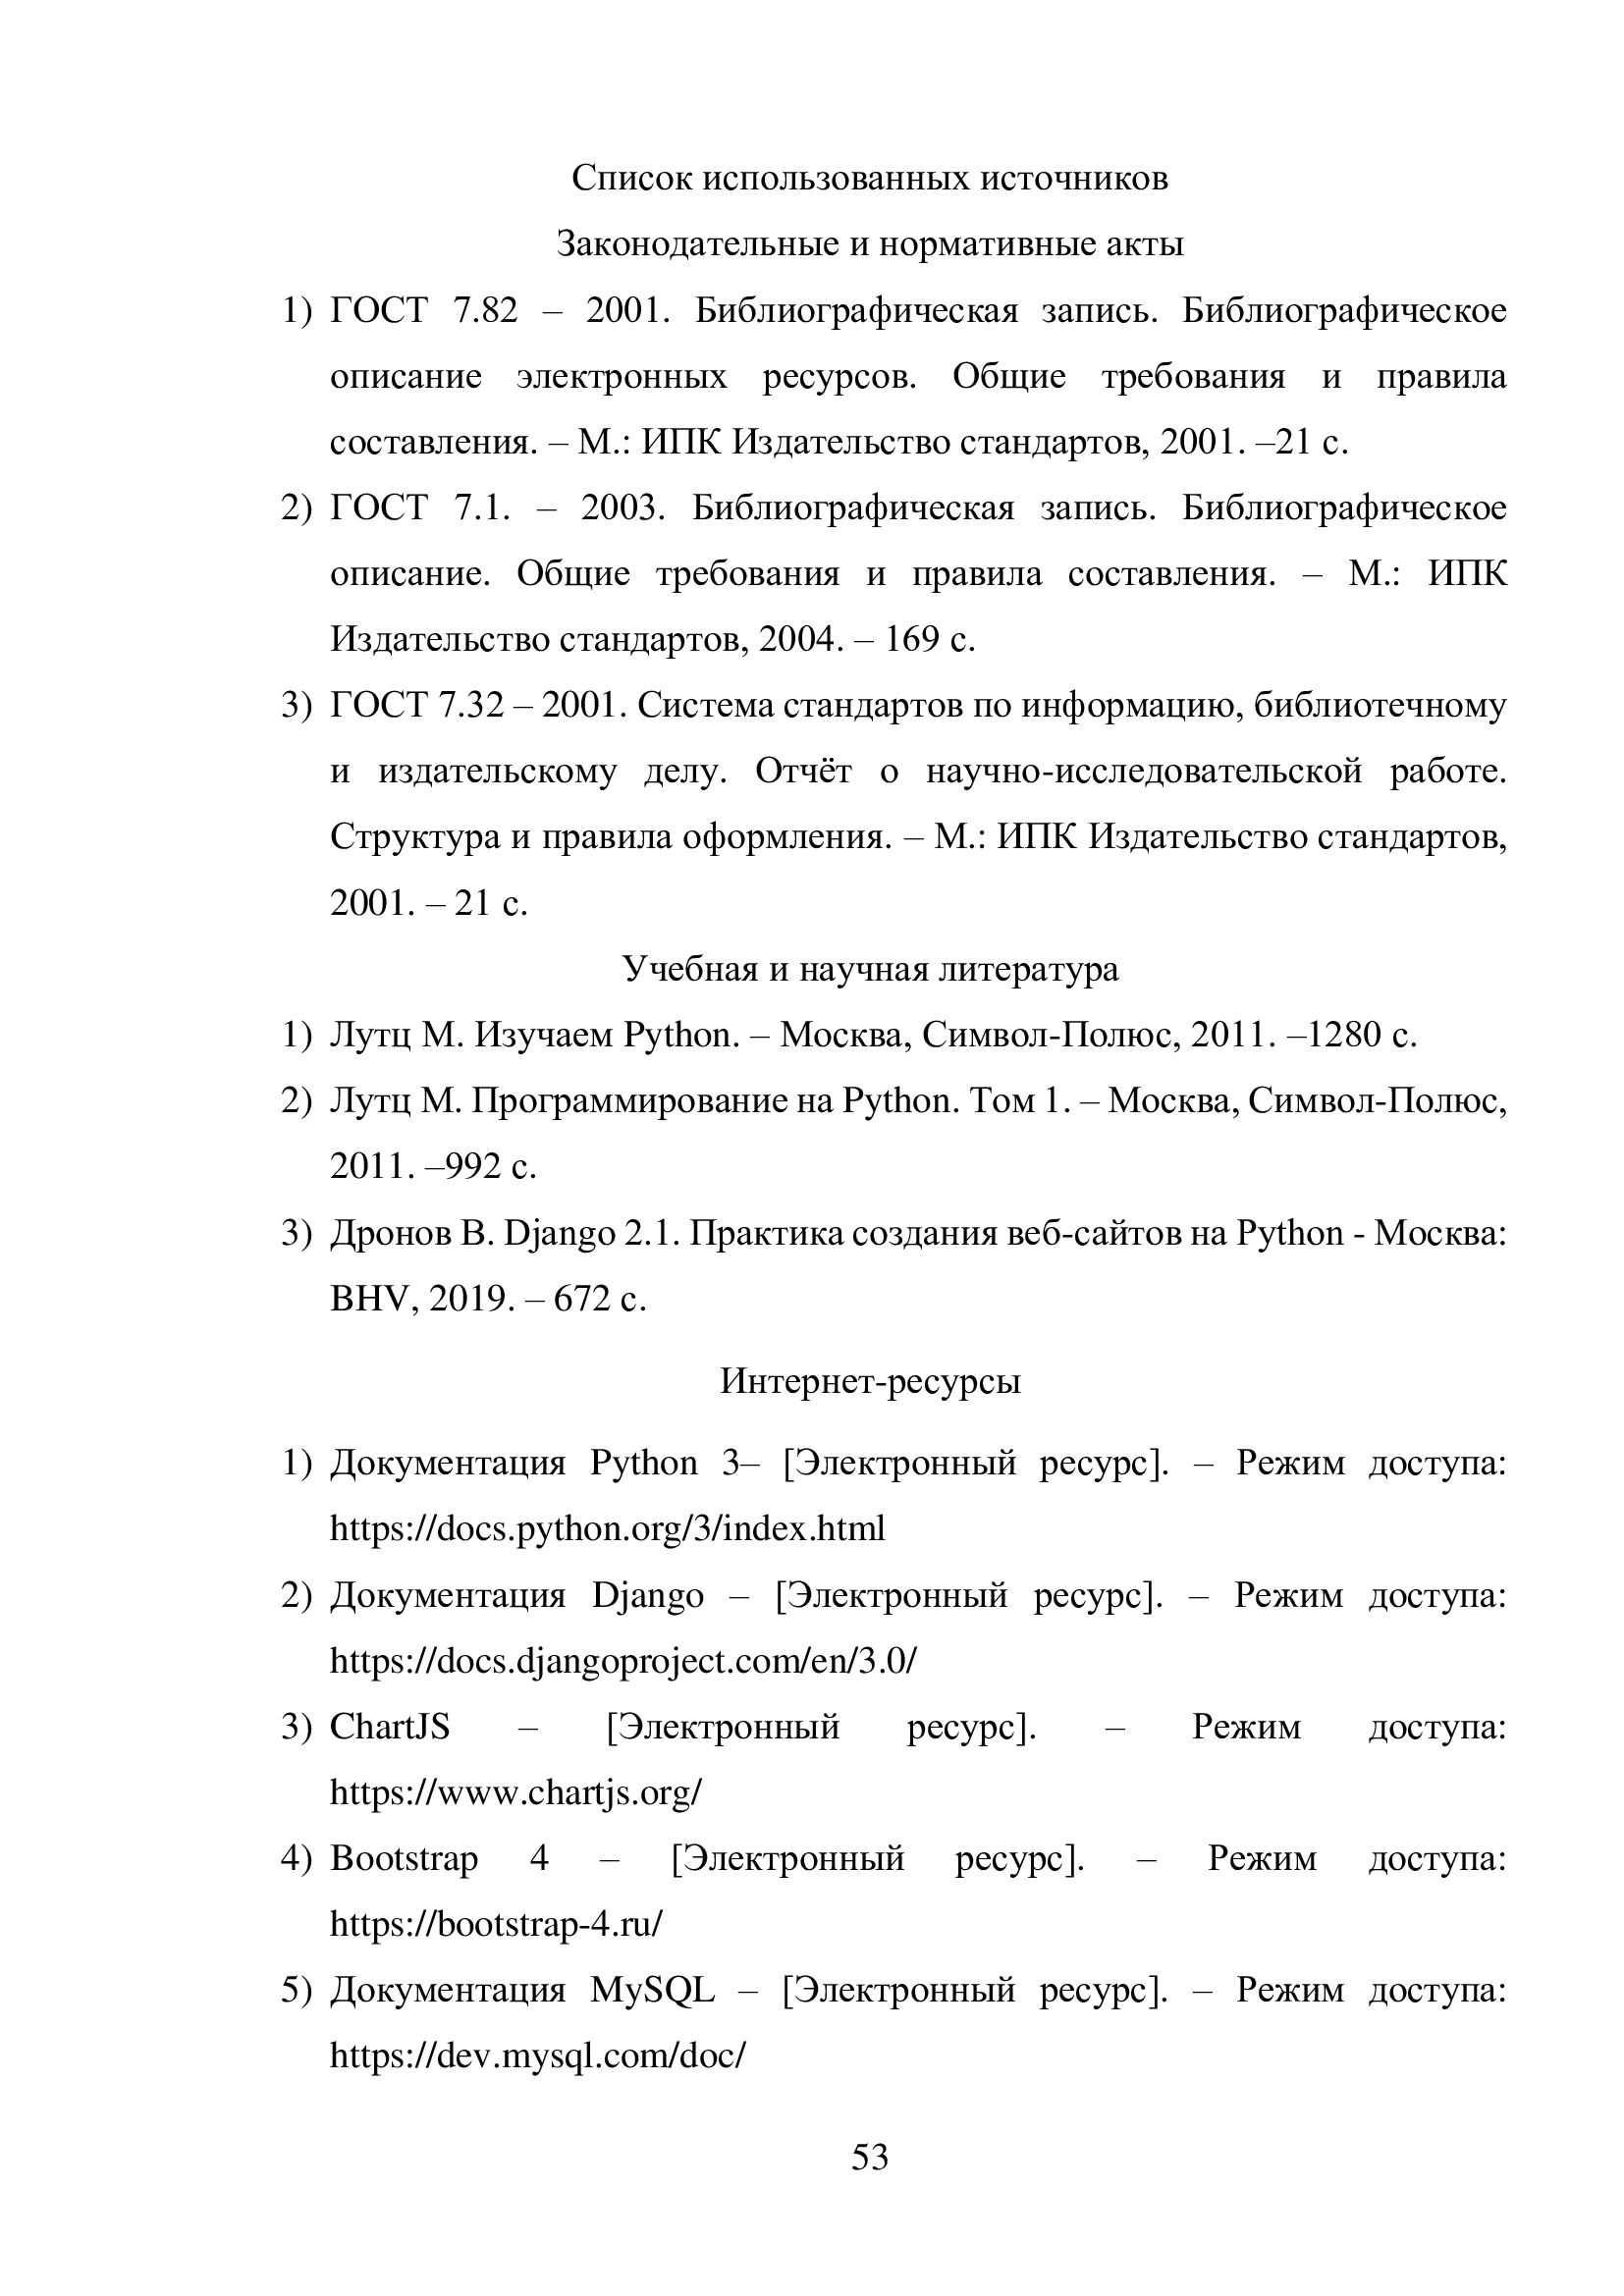 Список использованных источников
Законодательные и нормативные акты
1) ГОСТ 7.82 – 2001. Библиографическая запись. Библиографическое
описание электронных ресурсов. Общие требования и правила
составления. – М.: ИПК Издательство стандартов, 2001. –21 с.
2) ГОСТ 7.1. – 2003. Библиографическая запись. Библиографическое
описание. Общие требования и правила составления. – М.: ИПК
Издательство стандартов, 2004. – 169 с.
3) ГОСТ 7.32 – 2001. Система стандартов по информацию, библиотечному
и издательскому делу. Отчёт о научно-исследовательской работе.
Структура и правила оформления. – М.: ИПК Издательство стандартов,
2001. – 21 с.
Учебная и научная литература
1) Лутц М. Изучаем Python. – Москва, Символ-Полюс, 2011. –1280 с.
2) Лутц М. Программирование на Python. Том 1. – Москва, Символ-Полюс,
2011. –992 с.
3) Дронов В. Django 2.1. Практика создания веб-сайтов на Python - Москва:
BHV, 2019. – 672 с.
Интернет-ресурсы
1) Документация Python 3– [Электронный ресурс]. – Режим доступа:
https://docs.python.org/3/index.html
2) Документация Django – [Электронный ресурс]. – Режим доступа:
https://docs.djangoproject.com/en/3.0/
3) ChartJS – [Электронный ресурс]. – Режим доступа:
https://www.chartjs.org/
4) Bootstrap 4 – [Электронный ресурс]. – Режим доступа:
https://bootstrap-4.ru/
5) Документация MySQL – [Электронный ресурс]. – Режим доступа:
https://dev.mysql.com/doc/
53